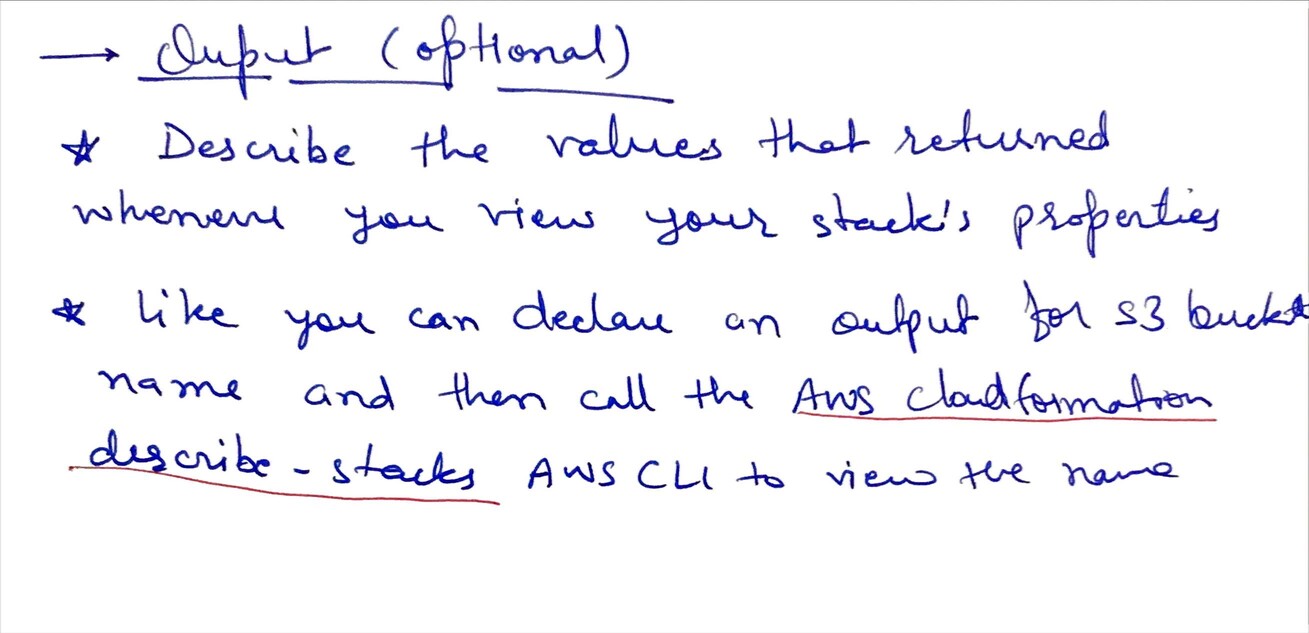 → Ouput (optional)
* Describe the values that returned
whenever you view your stack's properties
* like you can declare an output for S3 bucket
name and then call the AWS cloudformation
describe-stacks AWS CLI to view the name